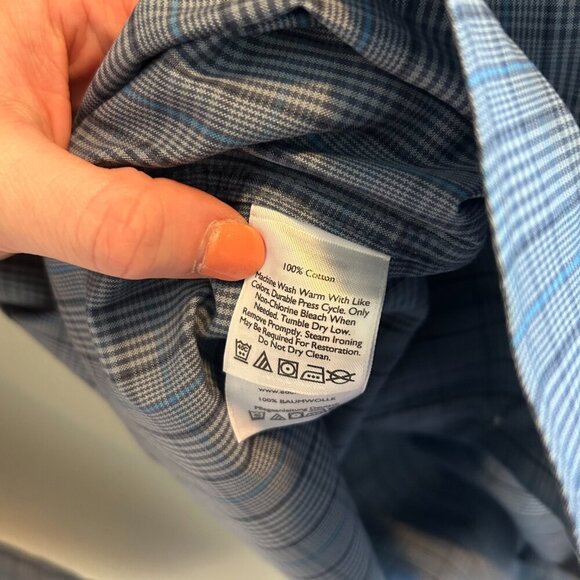 100% Cotton
Machine Wash Warm With Like
Colors, Durable Press Cycle. Only
Non-Chlorine Bleach When
Needed. Tumble Dry Low.
Remove Promptly. Steam Ironing
May Be Required For Restoration.
Do Not Dry Clean.
100% BAUMWOLLE
Pflegeanleitung